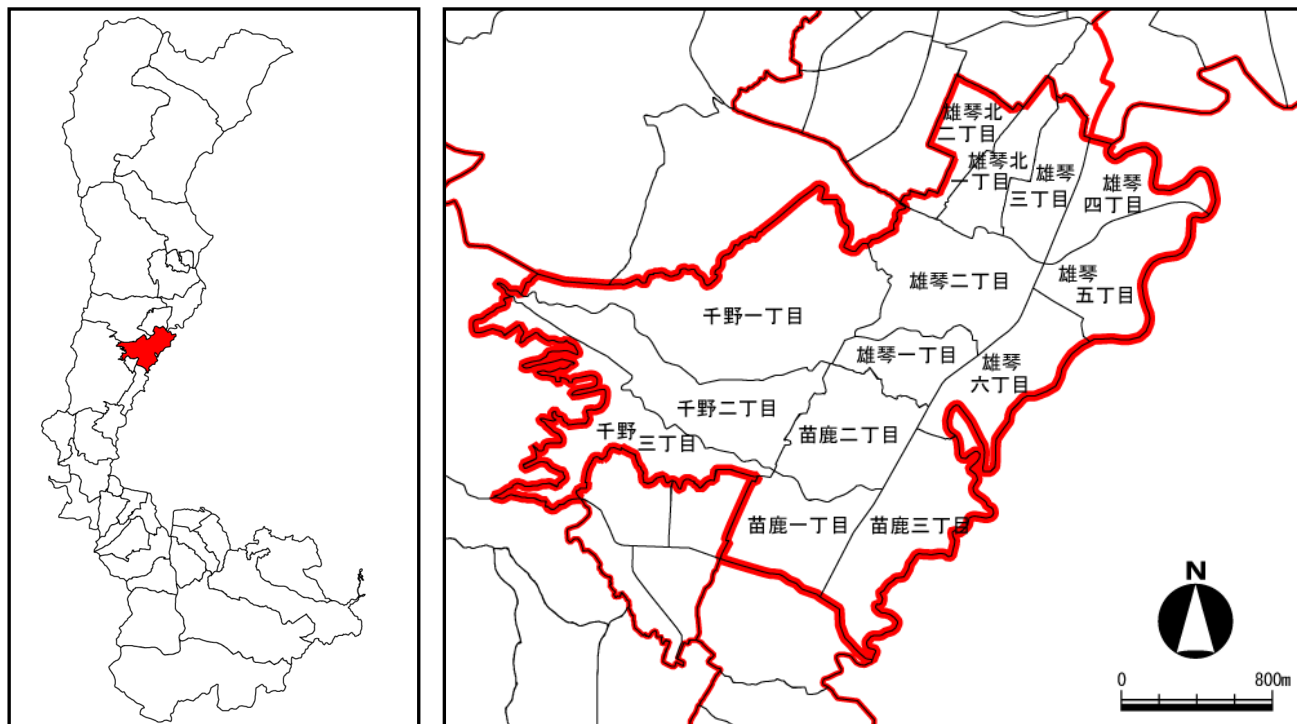 雄琴北
二丁目
雄琴北
一丁目
雄琴
三丁目
雄琴
四丁目
雄琴二丁目
雄琴
五丁目
千野一丁目
雄琴一丁目
雄琴
六丁目
千野二丁目
千野
三丁目
苗鹿二丁目
苗鹿一丁目
苗鹿三丁目
N
0 800m